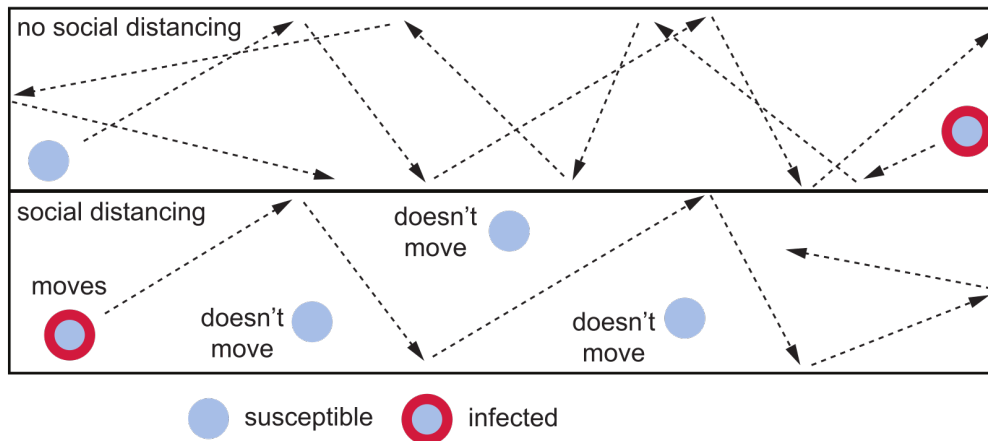 no social distancing
social distancing
doesn't
move
moves
doesn't
move
doesn't
move
susceptible
infected